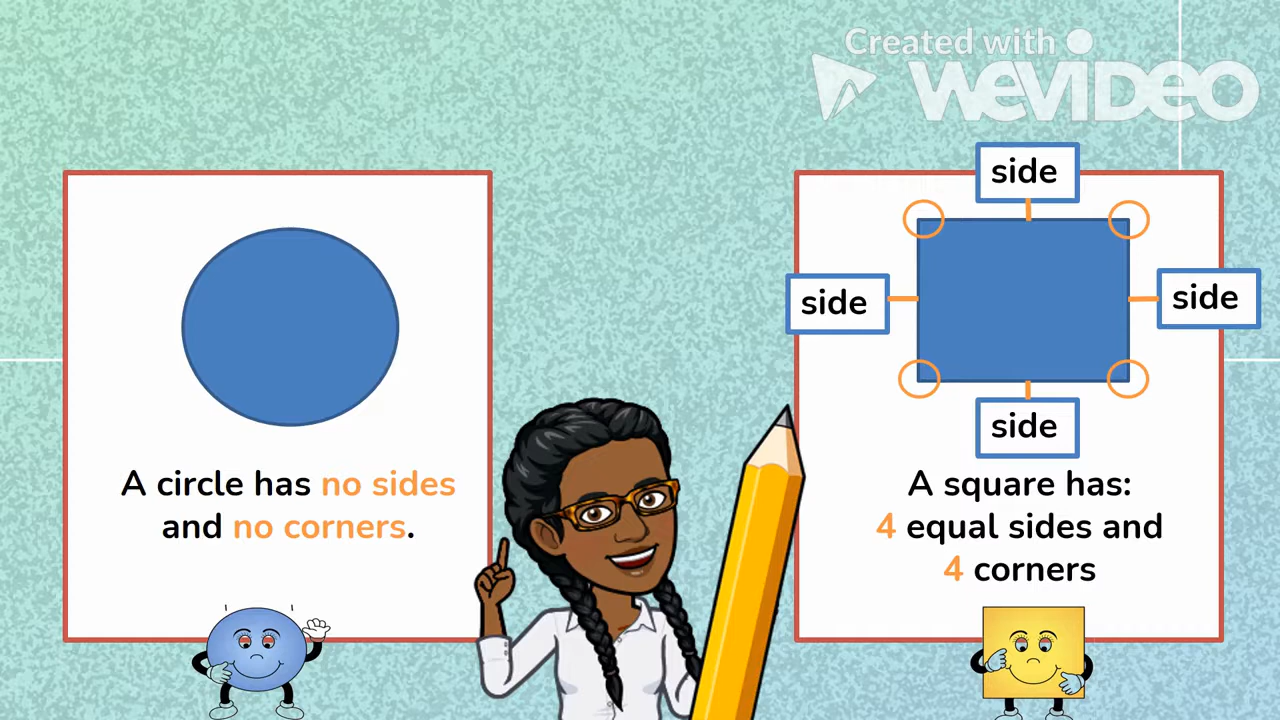 Created with
WeVIDEO
side
side
side
side
A circle has no sides
and no corners.
A square has:
4 equal sides and
4 corners